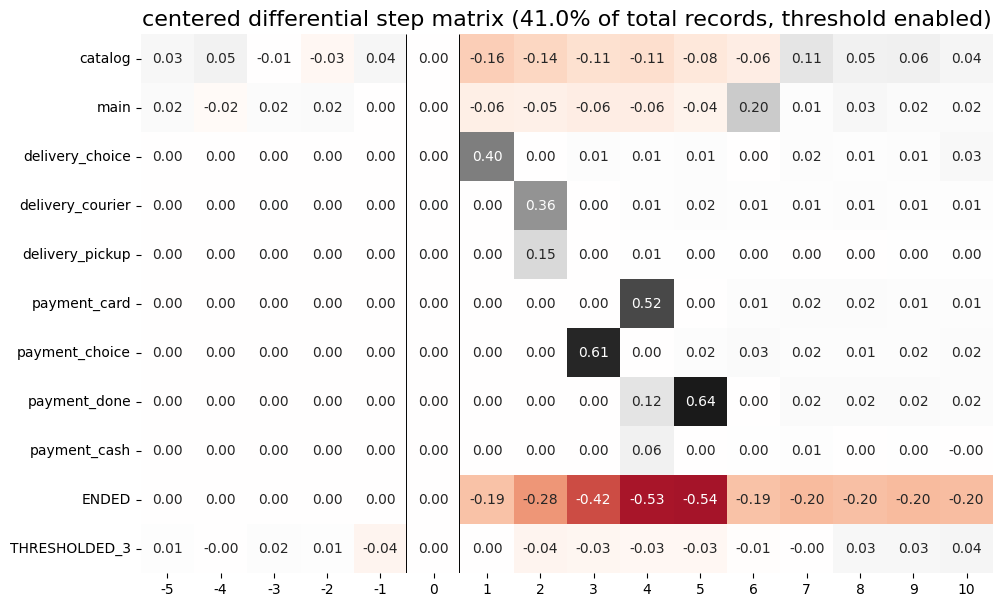 centered differential step matrix (41.0% of total records, threshold enabled)
catalog 0.03 0.05 -0.01 -0.03 0.04 0.00 -0.16 -0.14 -0.11 -0.11 -0.08 -0.06 0.11 0.05 0.06 0.04
main 0.02 -0.02 0.02 0.02 0.00 0.00 -0.06 -0.05 -0.06 -0.06 -0.04 0.20 0.01 0.03 0.02 0.02
delivery_choice 0.00 0.00 0.00 0.00 0.00 0.00 0.40 0.00 0.01 0.01 0.01 0.00 0.02 0.01 0.01 0.03
delivery_courier 0.00 0.00 0.00 0.00 0.00 0.00 0.00 0.36 0.00 0.01 0.02 0.01 0.01 0.01 0.01 0.01
delivery_pickup 0.00 0.00 0.00 0.00 0.00 0.00 0.00 0.15 0.00 0.01 0.00 0.00 0.00 0.00 0.00 0.00
payment_card 0.00 0.00 0.00 0.00 0.00 0.00 0.00 0.00 0.00 0.52 0.00 0.01 0.02 0.02 0.01 0.01
payment_choice 0.00 0.00 0.00 0.00 0.00 0.00 0.00 0.00 0.61 0.00 0.02 0.03 0.02 0.01 0.02 0.02
payment_done 0.00 0.00 0.00 0.00 0.00 0.00 0.00 0.00 0.00 0.12 0.64 0.00 0.02 0.02 0.02 0.02
payment_cash 0.00 0.00 0.00 0.00 0.00 0.00 0.00 0.00 0.00 0.06 0.00 0.00 0.01 0.00 0.00 -0.00
ENDED 0.00 0.00 0.00 0.00 0.00 0.00 -0.19 -0.28 -0.42 -0.53 -0.54 -0.19 -0.20 -0.20 -0.20 -0.20
THRESHOLDED_3 0.01 -0.00 0.02 0.01 -0.04 0.00 0.00 -0.04 -0.03 -0.03 -0.03 -0.01 -0.00 0.03 0.03 0.04
-5 -4 -3 -2 -1 0 1 2 3 4 5 6 7 8 9 10